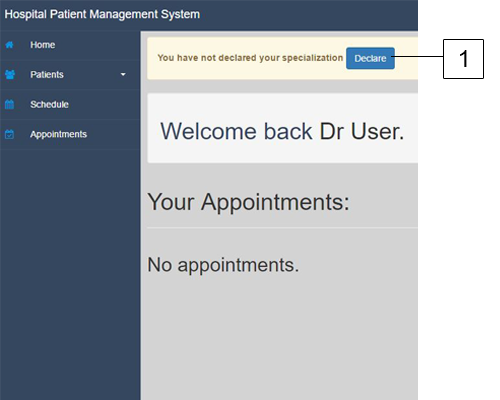 Hospital Patient Management System
Home
Patients
Schedule
Appointments
You have not declared your specialization Declare
1
Welcome back Dr User.
Your Appointments:
No appointments.